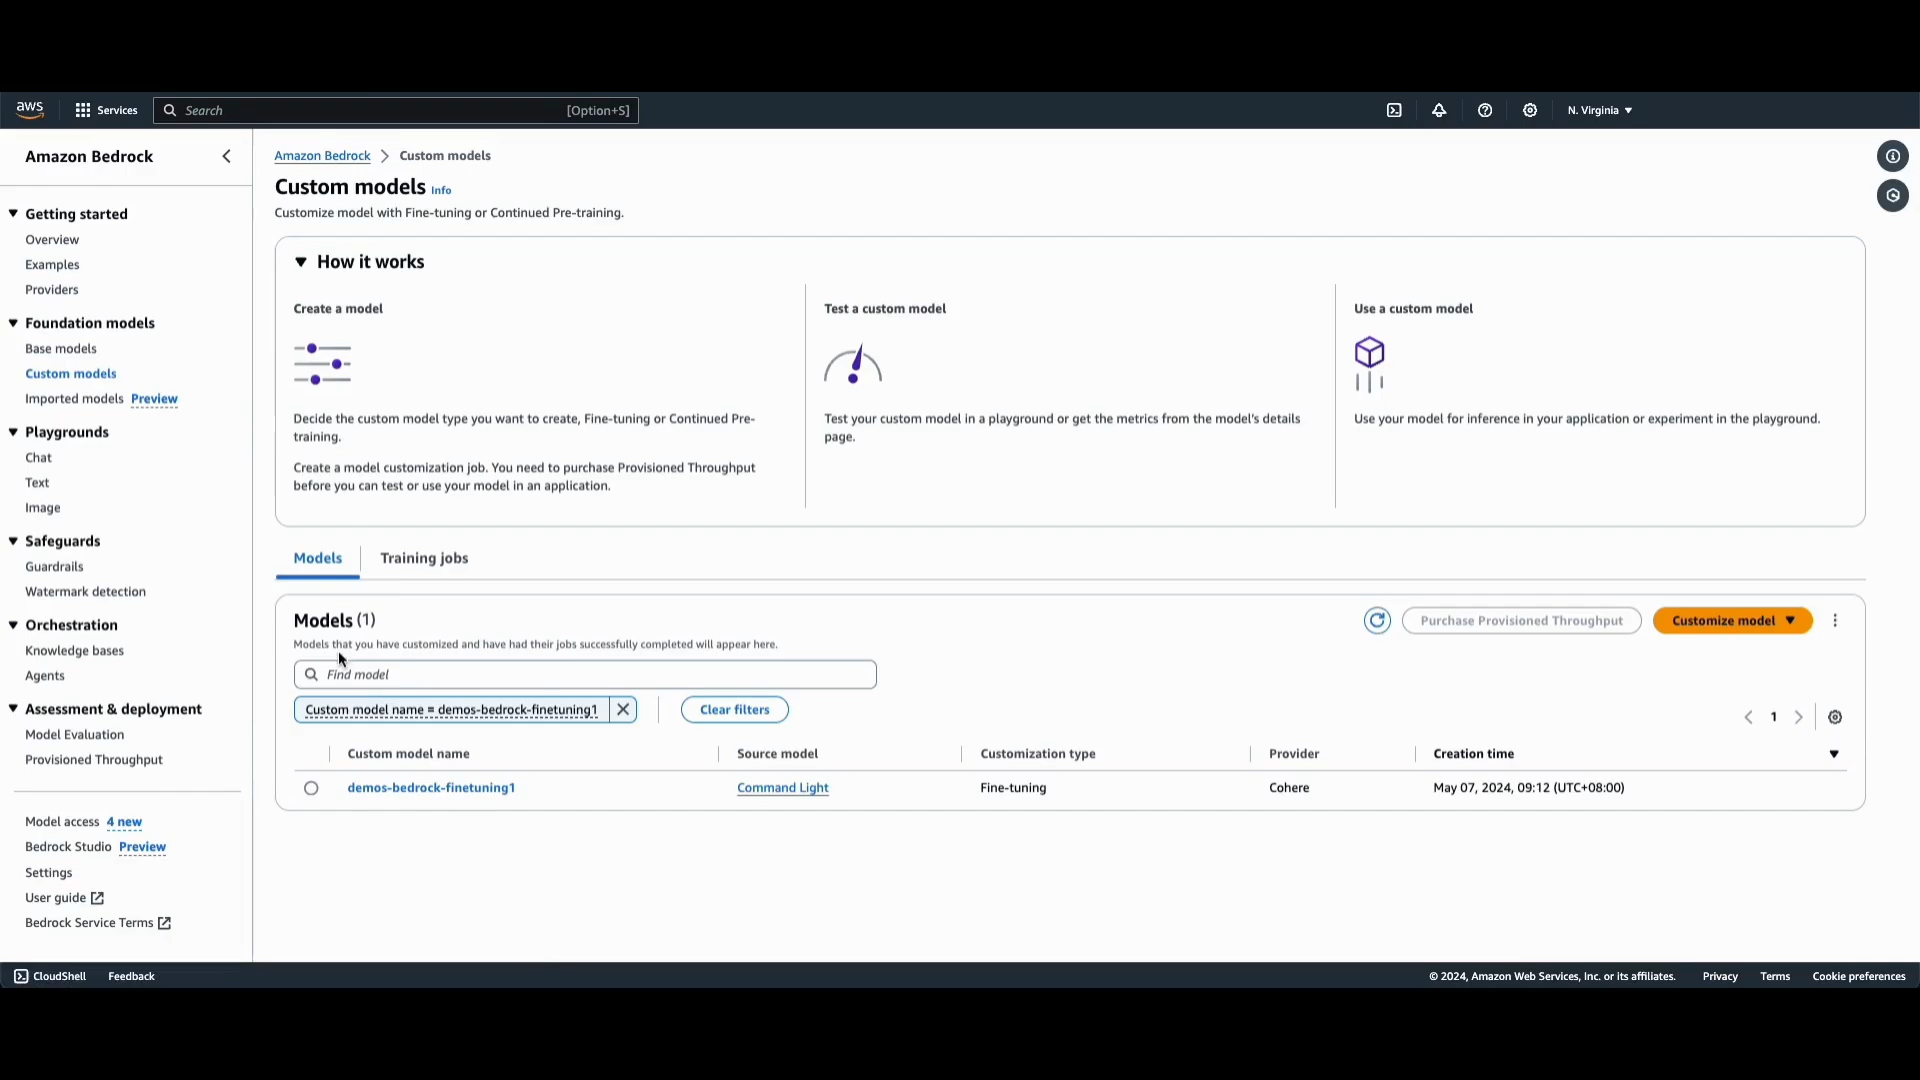 aws
Services
Search
[Option+S]
N. Virginia
Amazon Bedrock
Getting started
Overview
Examples
Providers
Foundation models
Base models
Custom models
Imported models Preview
Playgrounds
Chat
Text
Image
Safeguards
Guardrails
Watermark detection
Orchestration
Knowledge bases
Agents
Assessment & deployment
Model Evaluation
Provisioned Throughput
Model access 4 new
Bedrock Studio Preview
Settings
User guide
Bedrock Service Terms
Amazon Bedrock > Custom models
Custom models Info
Customize model with Fine-tuning or Continued Pre-training.
How it works
Create a model
Decide the custom model type you want to create, Fine-tuning or Continued Pre-
training.
Create a model customization job. You need to purchase Provisioned Throughput
before you can test or use your model in an application.
Test a custom model
Test your custom model in a playground or get the metrics from the model's details
page.
Use a custom model
Use your model for inference in your application or experiment in the playground.
Models
Training jobs
Models (1)
Purchase Provisioned Throughput
Customize model
Models that you have customized and have had their jobs successfully completed will appear here.
Find model
Custom model name = demos-bedrock-finetuning1
Clear filters
1
Custom model name
Source model
Customization type
Provider
Creation time
demos-bedrock-finetuning1
Command Light
Fine-tuning
Cohere
May 07, 2024, 09:12 (UTC+08:00)
CloudShell
Feedback
© 2024, Amazon Web Services, Inc. or its affiliates.
Privacy
Terms
Cookie preferences